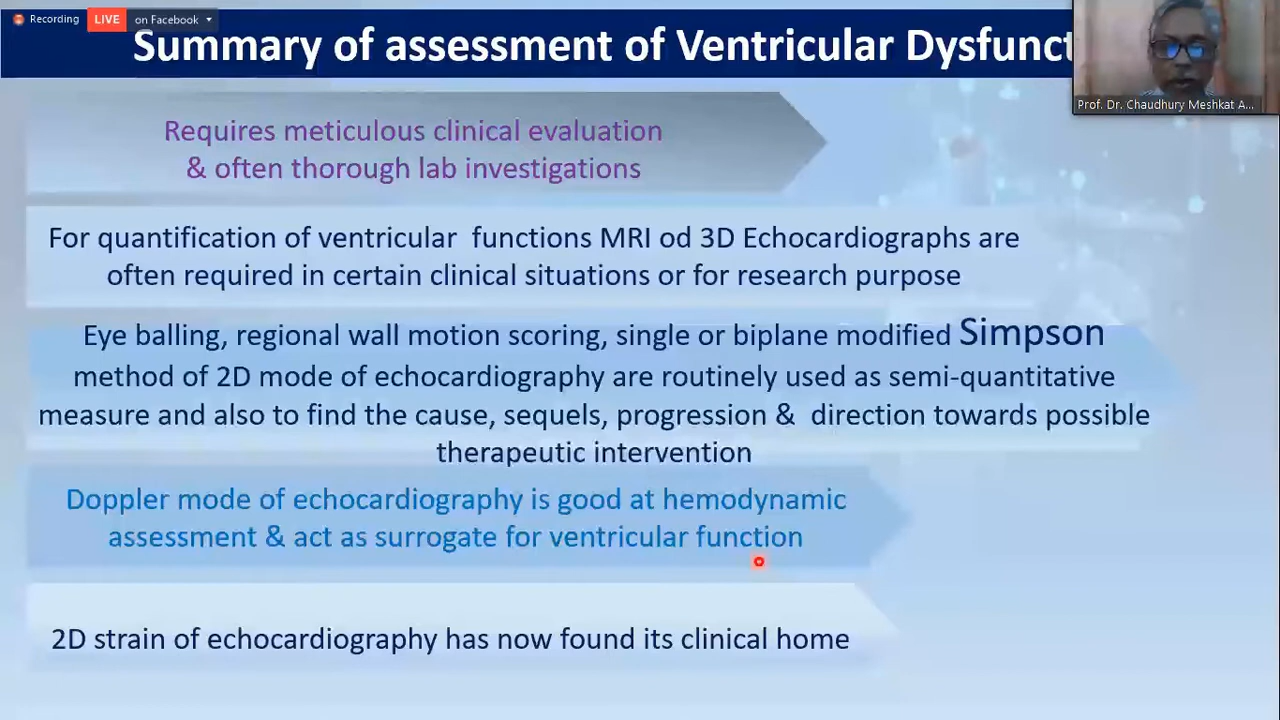 Recording LIVE on Facebook
Summary of assessment of Ventricular
Prof. Dr. Chaudhury Meshkat A...
Requires meticulous clinical evaluation
& often thorough lab investigations
For quantification of ventricular functions MRI od 3D Echocardiographs are
often required in certain clinical situations or for research purpose
Eye balling, regional wall motion scoring, single or biplane modified Simpson
method of 2D mode of echocardiography are routinely used as semi-quantitative
measure and also to find the cause, sequels, progression & direction towards possible
therapeutic intervention
Doppler mode of echocardiography is good at hemodynamic
assessment & act as surrogate for ventricular function
2D strain of echocardiography has now found its clinical home